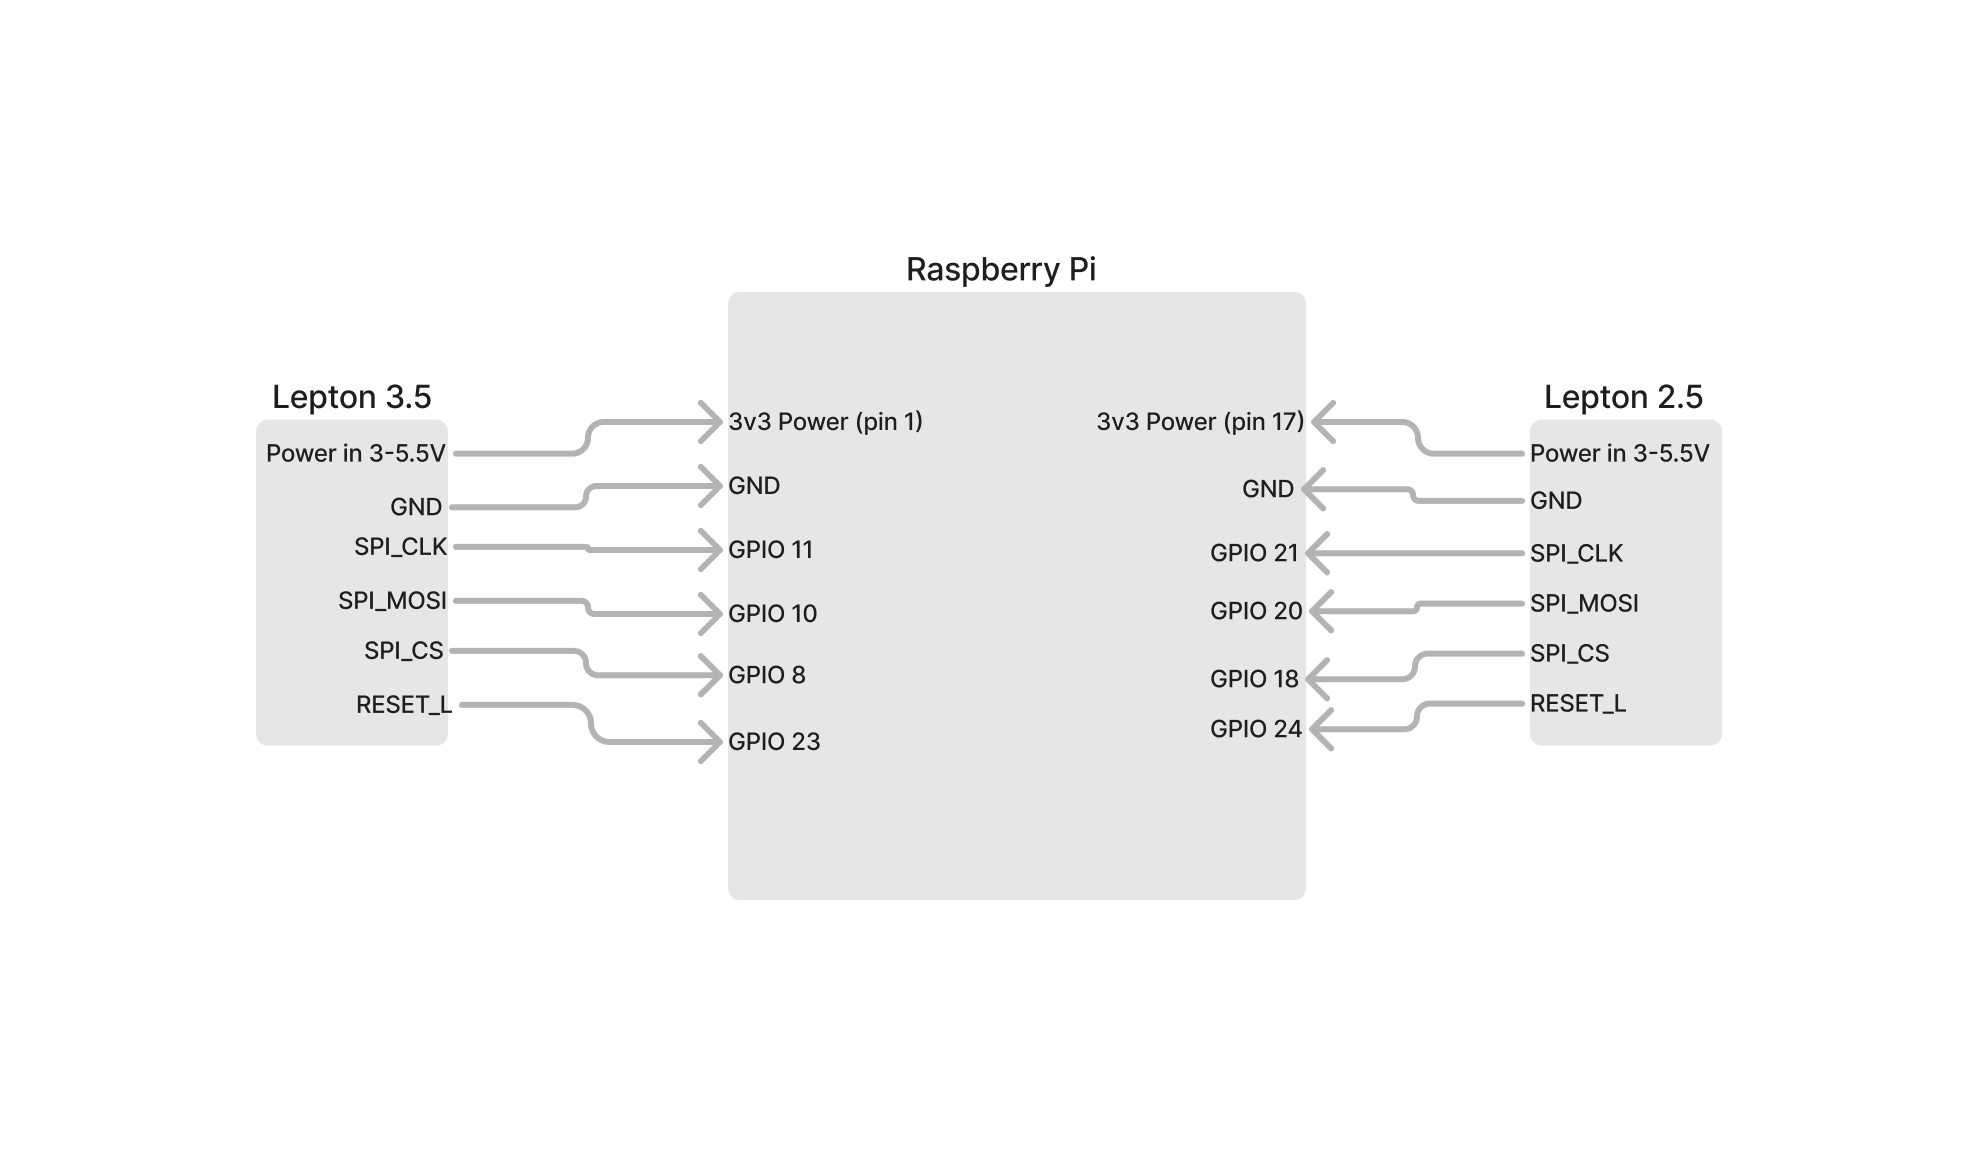 Raspberry Pi
Lepton 3.5
Power in 3-5.5V
GND
SPI_CLK
SPI_MOSI
SPI_CS
RESET_L
3v3 Power (pin 1)
GND
GPIO 11
GPIO 10
GPIO 8
GPIO 23
3v3 Power (pin 17)
GND
GPIO 21
GPIO 20
GPIO 18
GPIO 24
Lepton 2.5
Power in 3-5.5V
GND
SPI_CLK
SPI_MOSI
SPI_CS
RESET_L